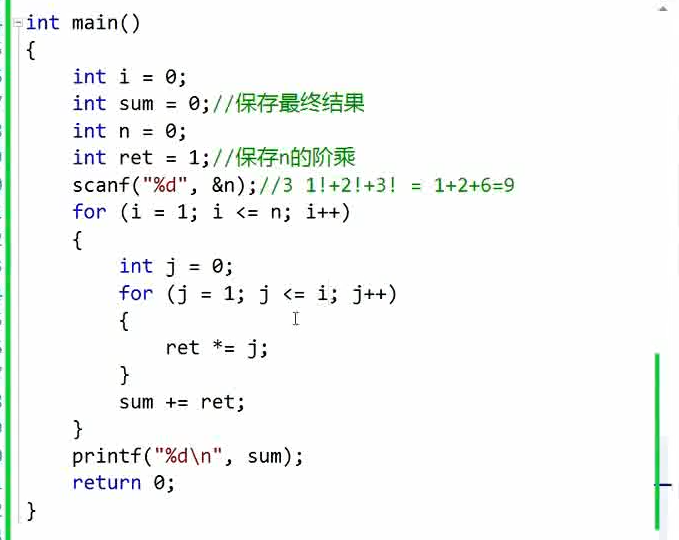 int main()
{
int i = 0;
int sum = 0;//保存最终结果
int n = 0;
int ret = 1;//保存n的阶乘
scanf("%d", &n);//3 1!+2!+3! = 1+2+6=9
for (i = 1; i <= n; i++)
{
int j = 0;
for (j = 1; j <= i; j++)
{
ret *= j;
}
sum += ret;
}
printf("%d\n", sum);
return 0;
}